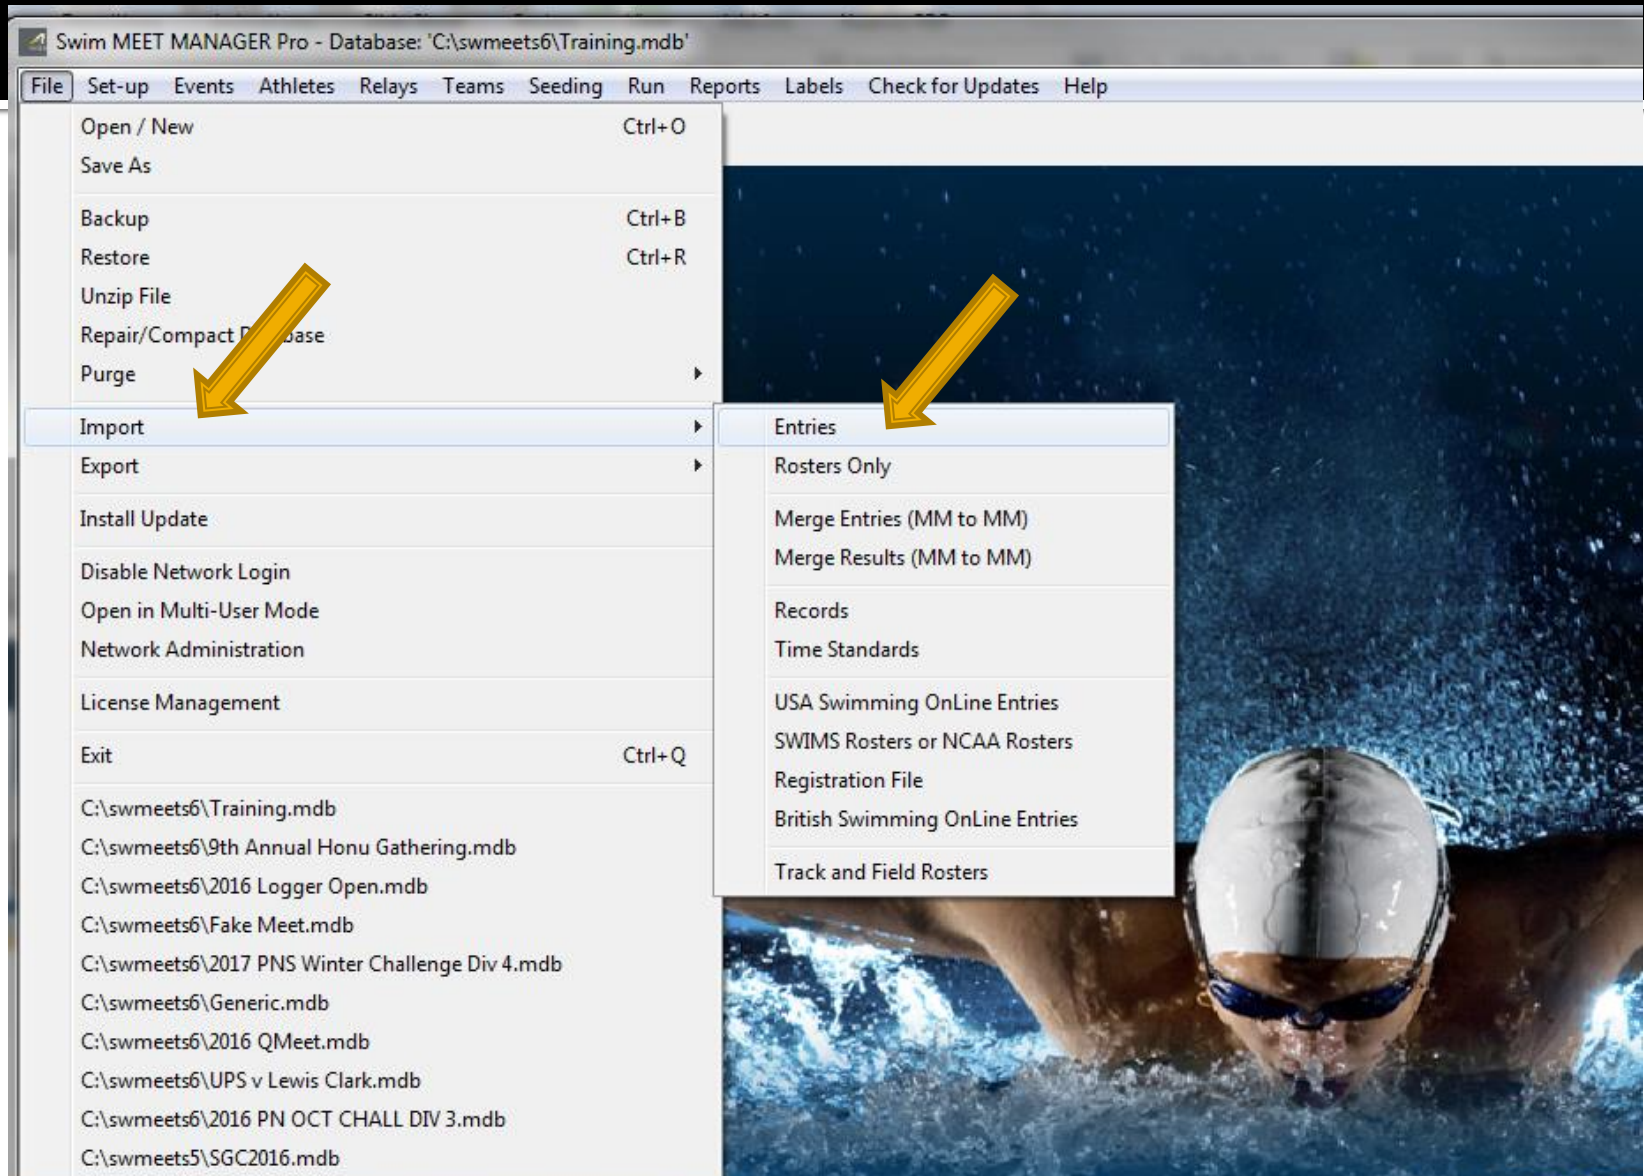 Swim MEET MANAGER Pro - Database: 'C:\swmeets6\Training.mdb'
File Set-up Events Athletes Relays Teams Seeding Run Reports Labels Check for Updates Help
Open / New Ctrl+O
Save As
Backup Ctrl+B
Restore Ctrl+R
Unzip File
Repair/Compact
Purge
Import
Export
Install Update
Disable Network Login
Open in Multi-User Mode
Network Administration
License Management
Exit Ctrl+Q
C:\swmeets6\Training.mdb
C:\swmeets6\9th Annual Honu Gathering.mdb
C:\swmeets6\2016 Logger Open.mdb
C:\swmeets6\Fake Meet.mdb
C:\swmeets6\2017 PNS Winter Challenge Div 4.mdb
C:\swmeets6\Generic.mdb
C:\swmeets6\2016 QMeet.mdb
C:\swmeets6\UPS v Lewis Clark.mdb
C:\swmeets6\2016 PN OCT CHALL DIV 3.mdb
C:\swmeets5\SGC2016.mdb
Entries
Rosters Only
Merge Entries (MM to MM)
Merge Results (MM to MM)
Records
Time Standards
USA Swimming OnLine Entries
SWIMS Rosters or NCAA Rosters
Registration File
British Swimming OnLine Entries
Track and Field Rosters